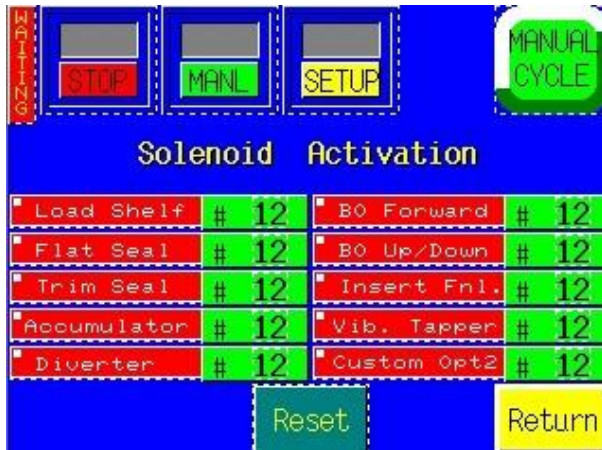 WAITING
STOP MANL SETUP
MANUAL
CYCLE
Solenoid Activation
Load Shelf # 12 BO Forward # 12
Flat Seal # 12 BO Up/Down # 12
Trim Seal # 12 Insert Fnl. # 12
Accumulator # 12 Vib. Tapper # 12
Diverter # 12 Custom Opt2 # 12
Reset Return